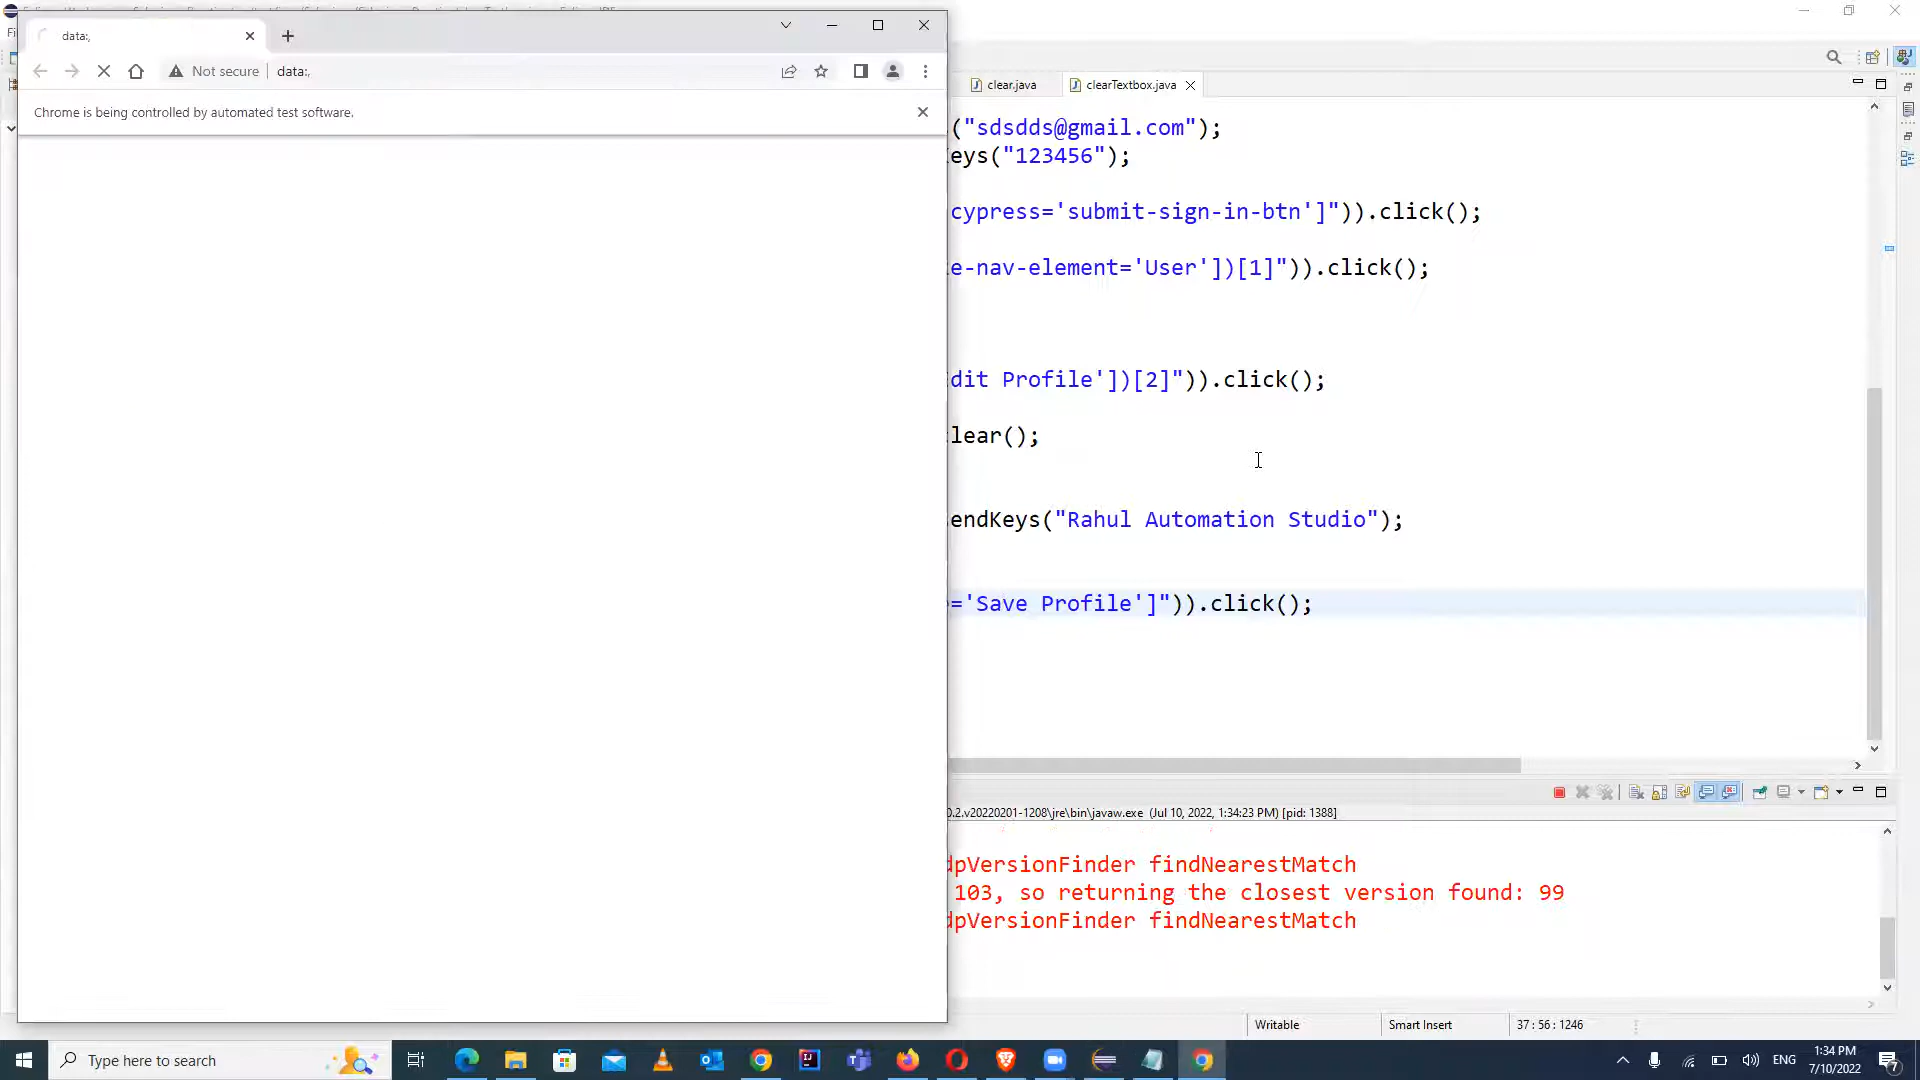 data:,
Not secure
data:,
Chrome is being controlled by automated test software.
clear.java
clearTextbox.java
("sdsdds@gmail.com");
eys("123456");
cypress='submit-sign-in-btn']")).click();
e-nav-element='User'])[1]")).click();
dit Profile'])[2]")).click();
lear();
endKeys("Rahul Automation Studio");
='Save Profile']")).click();
0.2.v20220201-1208\jre\bin\javaw.exe (Jul 10, 2022, 1:34:23 PM) [pid: 1388]
dpVersionFinder findNearestMatch
103, so returning the closest version found: 99
dpVersionFinder findNearestMatch
Writable
Smart Insert
37 : 56 : 1246
Type here to search
ENG
1:34 PM
7/10/2022
7